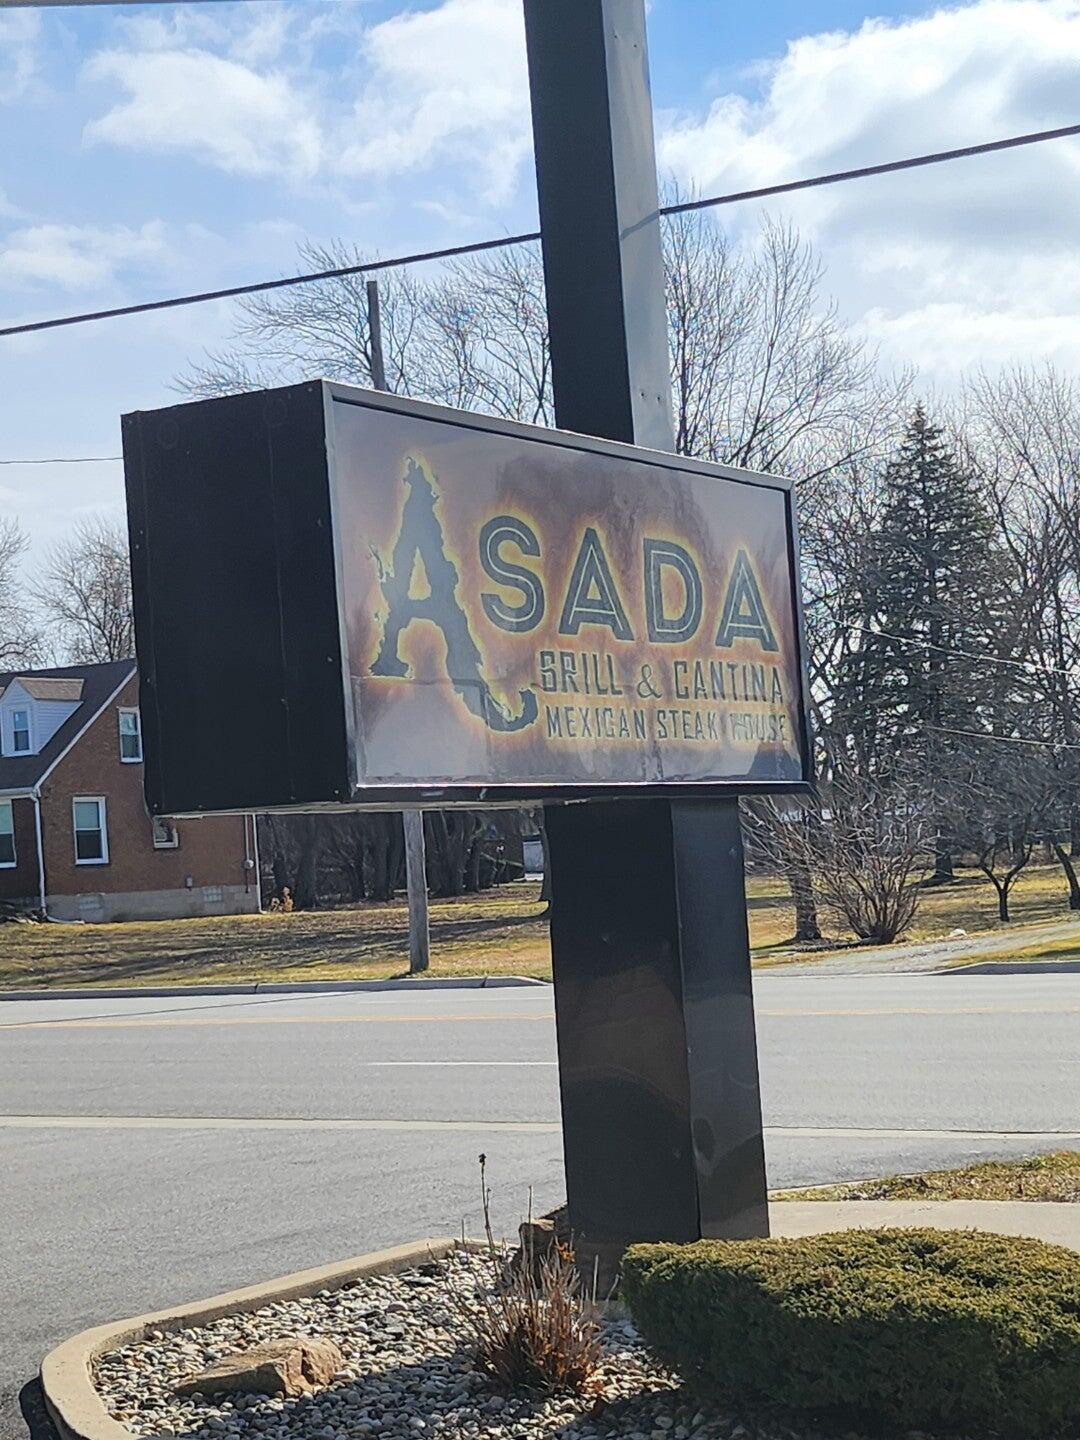 ASADA
GRILL & CANTINA
MEXICAN STEAK HOUSE